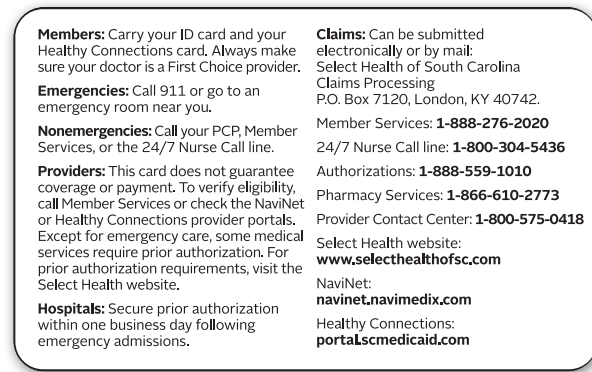 Members: Carry your ID card and your
Healthy Connections card. Always make
sure your doctor is a First Choice provider.
Emergencies: Call 911 or go to an
emergency room near you.
Nonemergencies: Call your PCP, Member
Services, or the 24/7 Nurse Call line.
Providers: This card does not guarantee
coverage or payment. To verify eligibility,
call Member Services or check the NaviNet
or Healthy Connections provider portals.
Except for emergency care, some medical
services require prior authorization. For
prior authorization requirements, visit the
Select Health website.
Hospitals: Secure prior authorization
within one business day following
emergency admissions.
Claims: Can be submitted
electronically or by mail:
Select Health of South Carolina
Claims Processing
P.O. Box 7120, London, KY 40742.
Member Services: 1-888-276-2020
24/7 Nurse Call line: 1-800-304-5436
Authorizations: 1-888-559-1010
Pharmacy Services: 1-866-610-2773
Provider Contact Center: 1-800-575-0418
Select Health website:
www.selecthealthofsc.com
NaviNet:
navinet.navimedix.com
Healthy Connections:
portal.scmedicaid.com